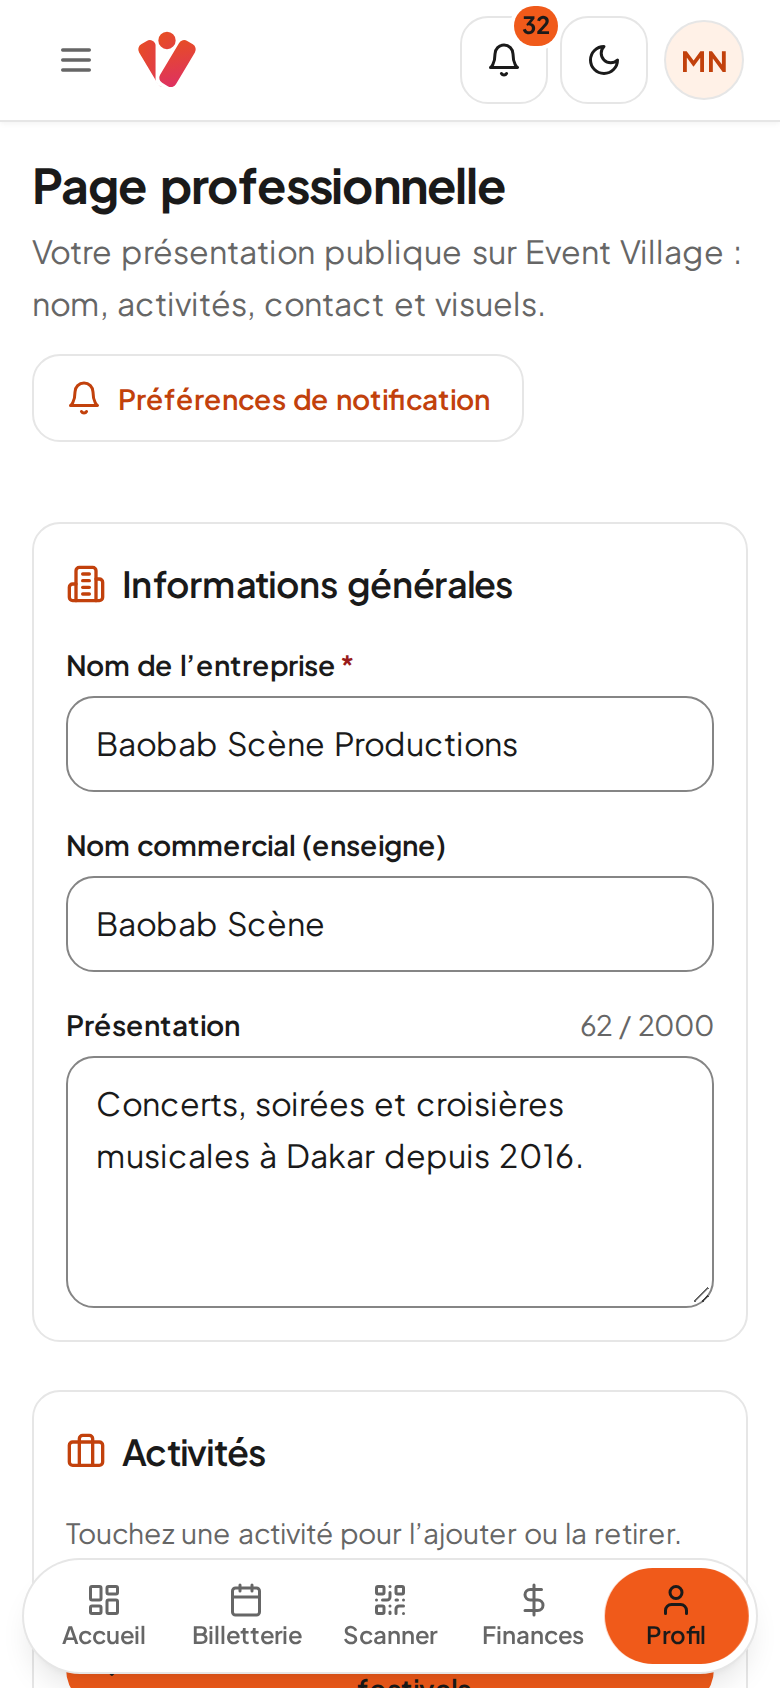 32
MN
Page professionnelle
Votre présentation publique sur Event Village :
nom, activités, contact et visuels.
Préférences de notification
Informations générales
Nom de l’entreprise *
Baobab Scène Productions
Nom commercial (enseigne)
Baobab Scène
Présentation 62 / 2000
Concerts, soirées et croisières
musicales à Dakar depuis 2016.
Activités
Touchez une activité pour l’ajouter ou la retirer.
Accueil Billetterie Scanner Finances Profil